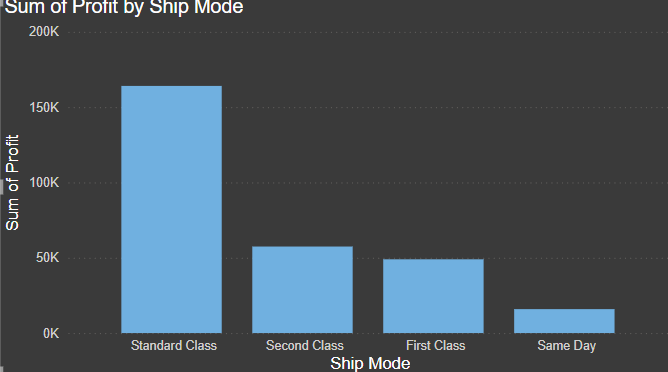 Sum of Profit by Ship Mode
200K
150K
100K
50K
0K
Sum of Profit
Standard Class
Second Class
First Class
Same Day
Ship Mode